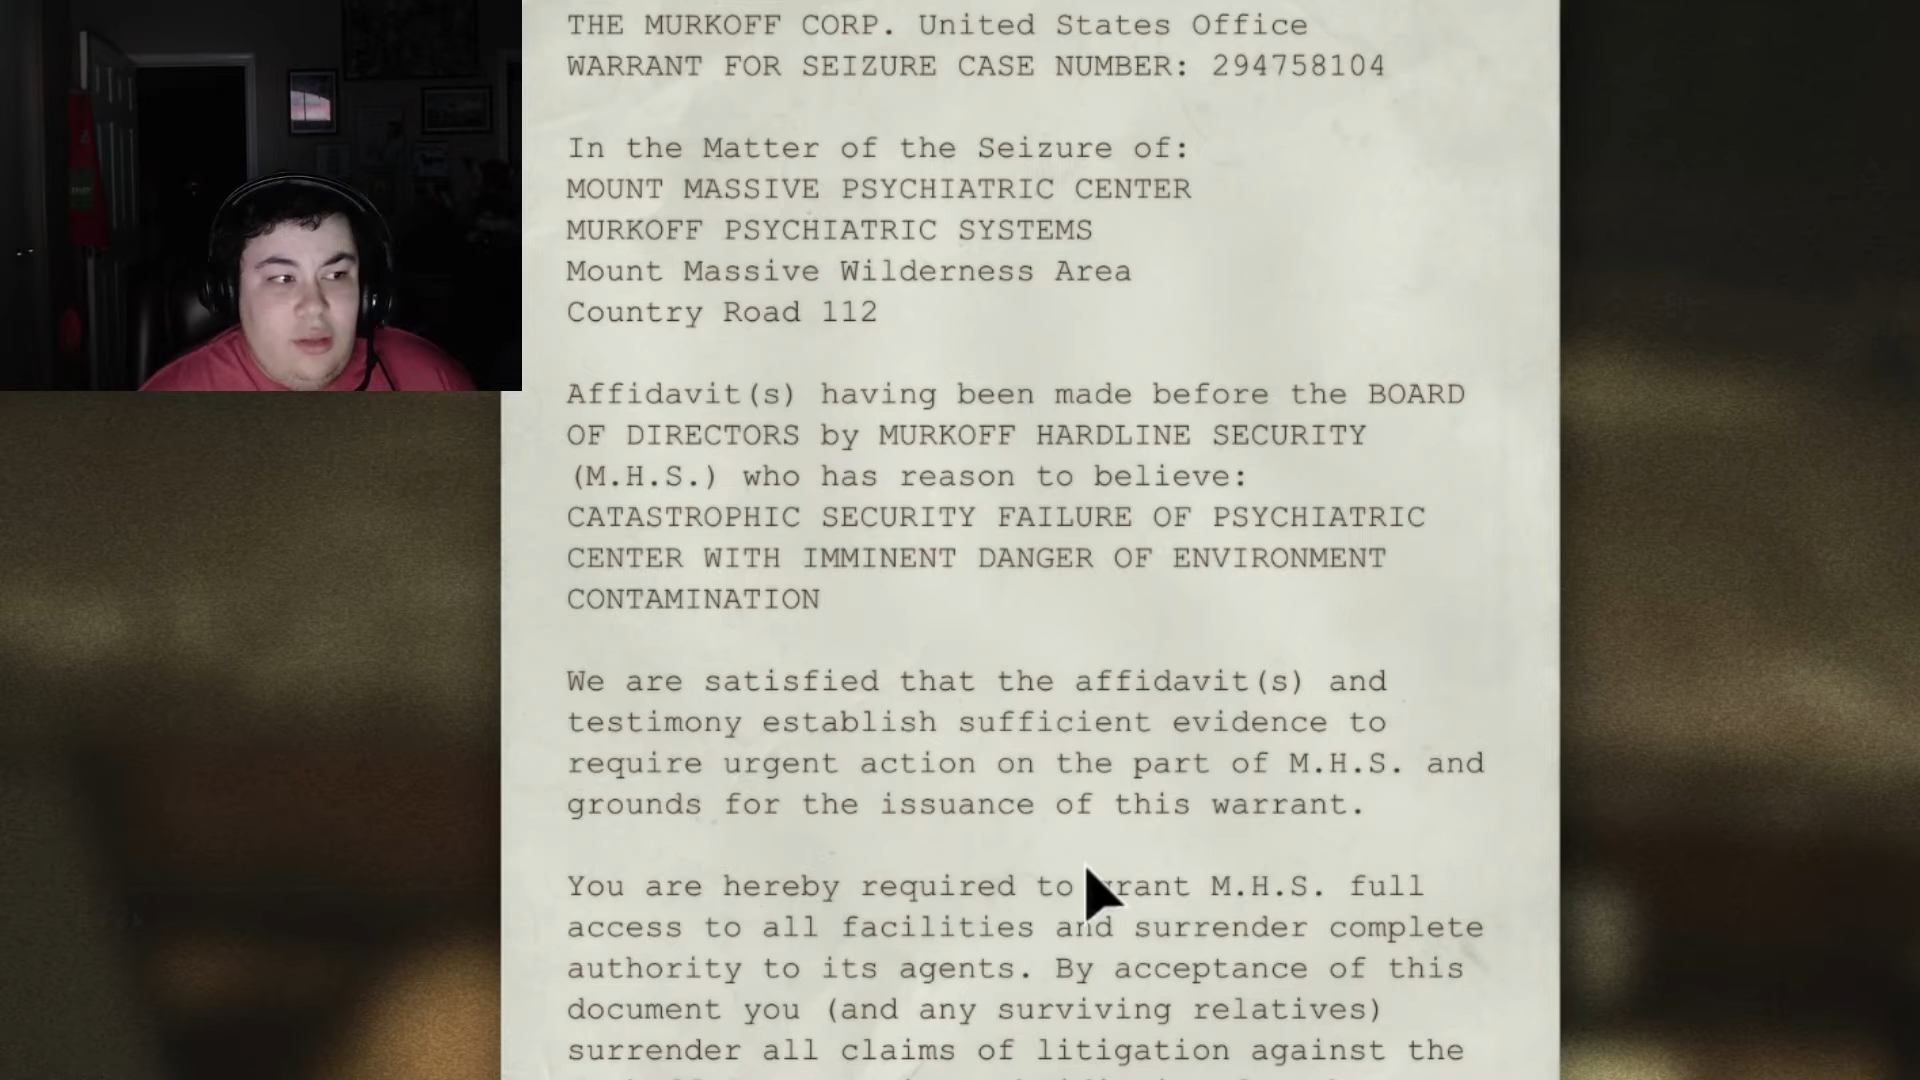 THE MURKOFF CORP. United States Office
WARRANT FOR SEIZURE CASE NUMBER: 294758104
In the Matter of the Seizure of:
MOUNT MASSIVE PSYCHIATRIC CENTER
MURKOFF PSYCHIATRIC SYSTEMS
Mount Massive Wilderness Area
Country Road 112
Affidavit(s) having been made before the BOARD
OF DIRECTORS by MURKOFF HARDLINE SECURITY
(M.H.S.) who has reason to believe:
CATASTROPHIC SECURITY FAILURE OF PSYCHIATRIC
CENTER WITH IMMINENT DANGER OF ENVIRONMENT
CONTAMINATION
We are satisfied that the affidavit(s) and
testimony establish sufficient evidence to
require urgent action on the part of M.H.S. and
grounds for the issuance of this warrant.
You are hereby required to grant M.H.S. full
access to all facilities and surrender complete
authority to its agents. By acceptance of this
document you (and any surviving relatives)
surrender all claims of litigation against the